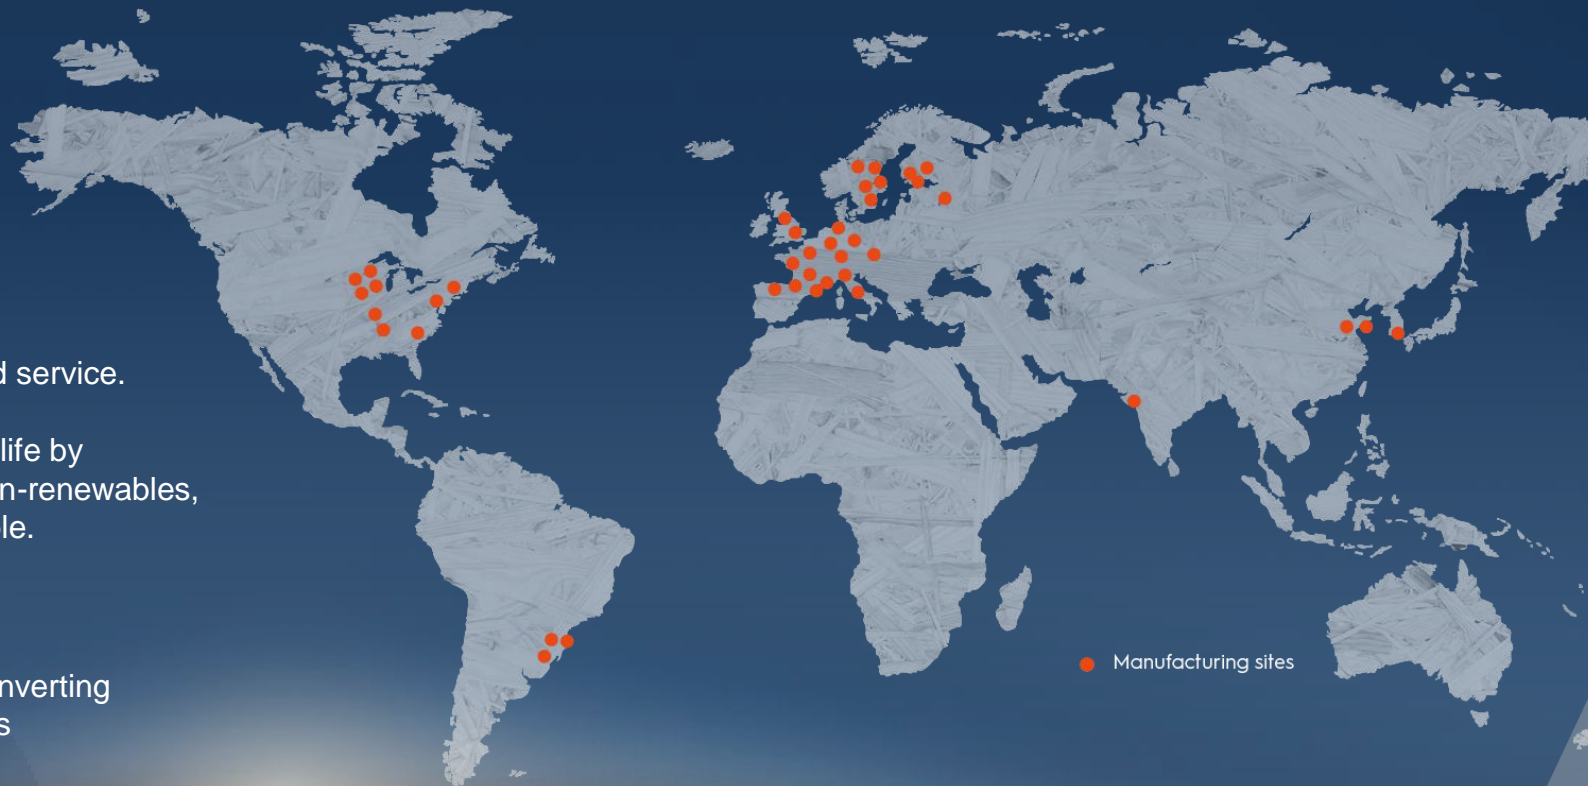 d service.
life by
n-renewables,
le.
nverting
s
Manufacturing sites